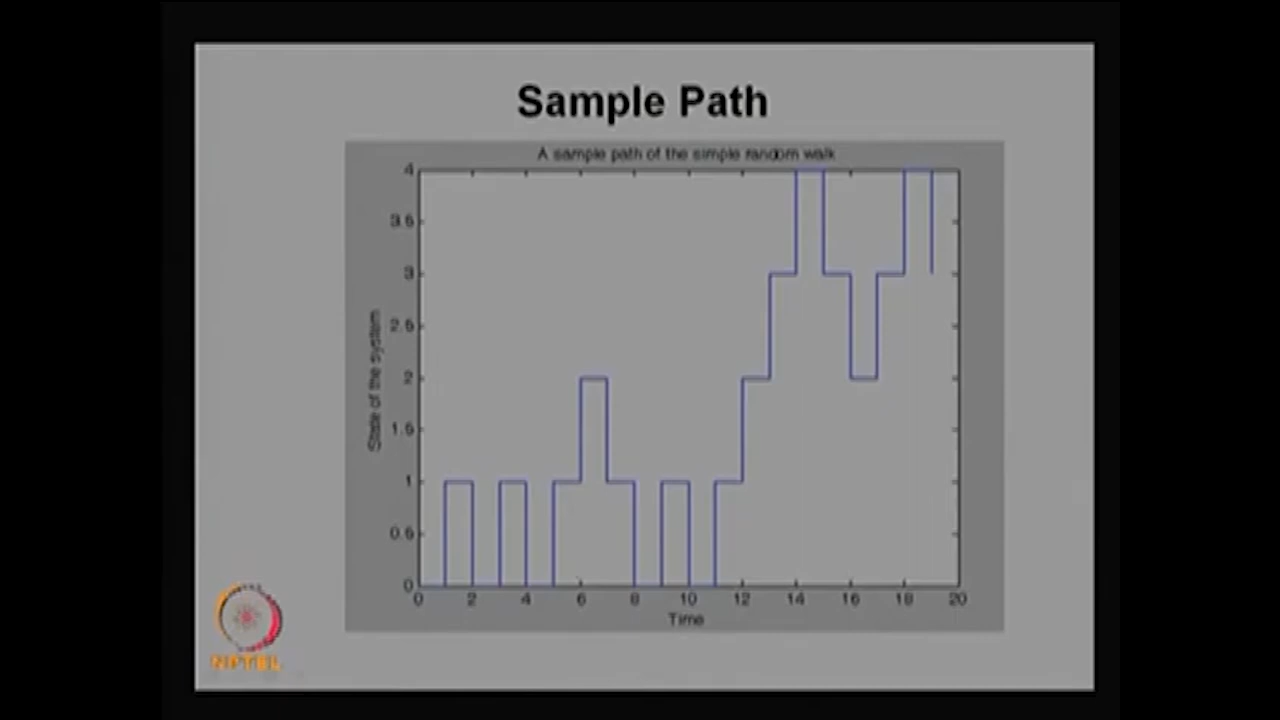 Sample Path
A sample path of the simple random walk
4
3.5
3
2.5
2
1.5
1
0.5
0
State of the system
0 2 4 6 8 10 12 14 16 18 20
Time
NPTEL